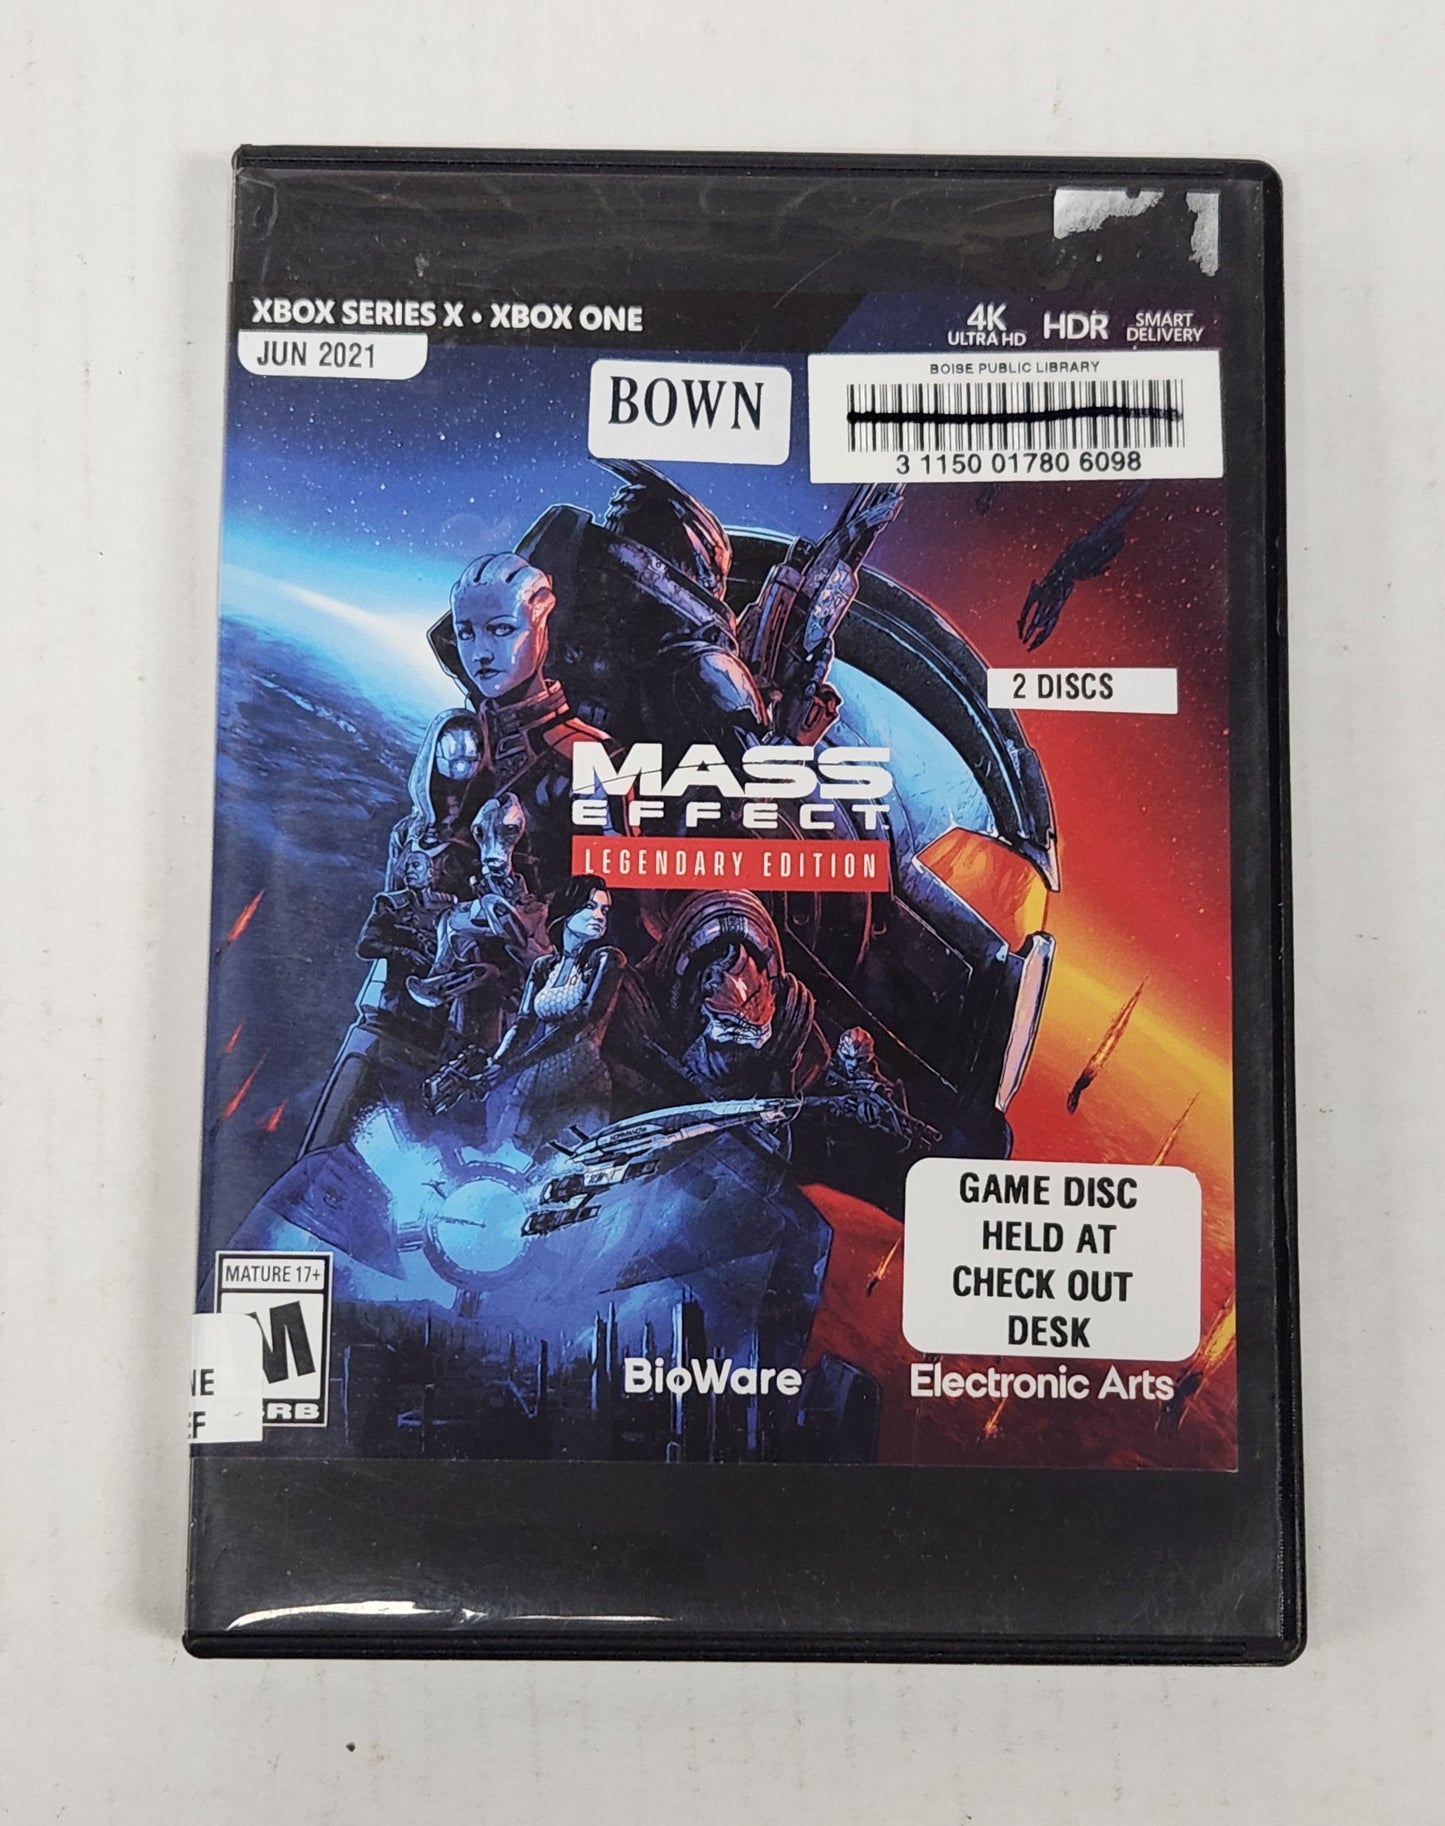 XBOX SERIES X • XBOX ONE
4K
ULTRA HD
HDR
SMART
DELIVERY
JUN 2021
BOWN
BOISE PUBLIC LIBRARY
3 1150 01780 6098
2 DISCS
MASS
EFFECT
LEGENDARY EDITION
NORMANDY
GAME DISC
HELD AT
CHECK OUT
DESK
MATURE 17+
M
BioWare
Electronic Arts